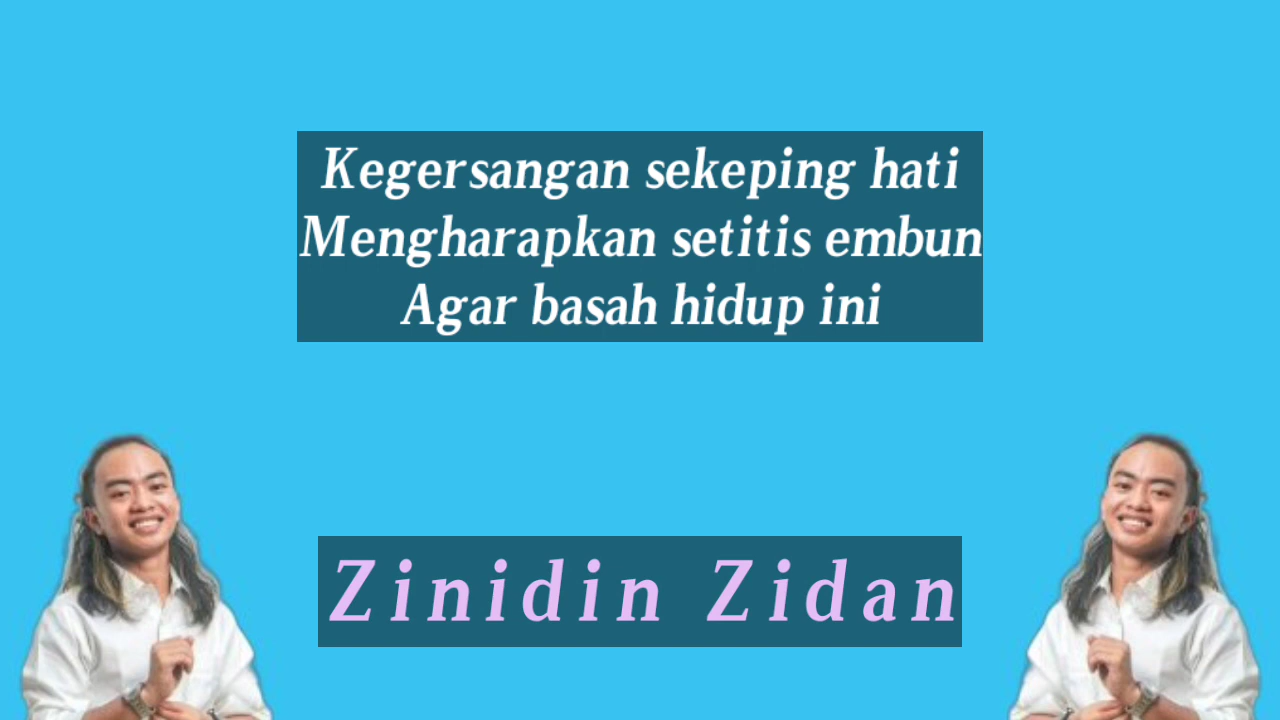 Kegersangan sekeping hati
Mengharapkan setitis embun
Agar basah hidup ini
Zinidin Zidan